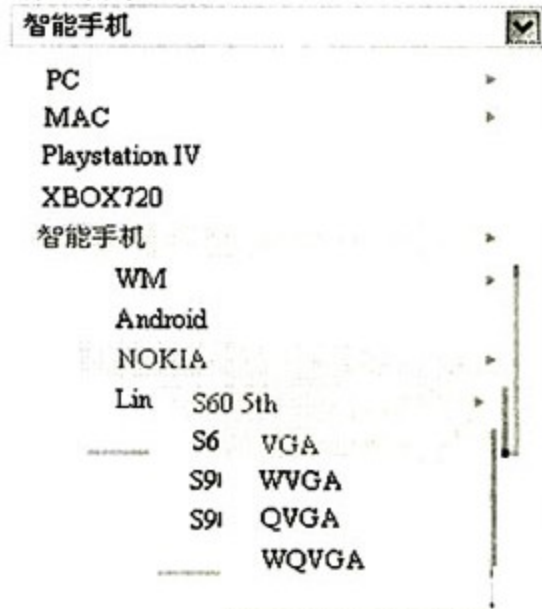 智能手机
PC
MAC
Playstation IV
XBOX720
智能手机
WM
Android
NOKIA
Lin S60 5th
S6 VGA
S9 WVGA
S9 QVGA
WQVGA